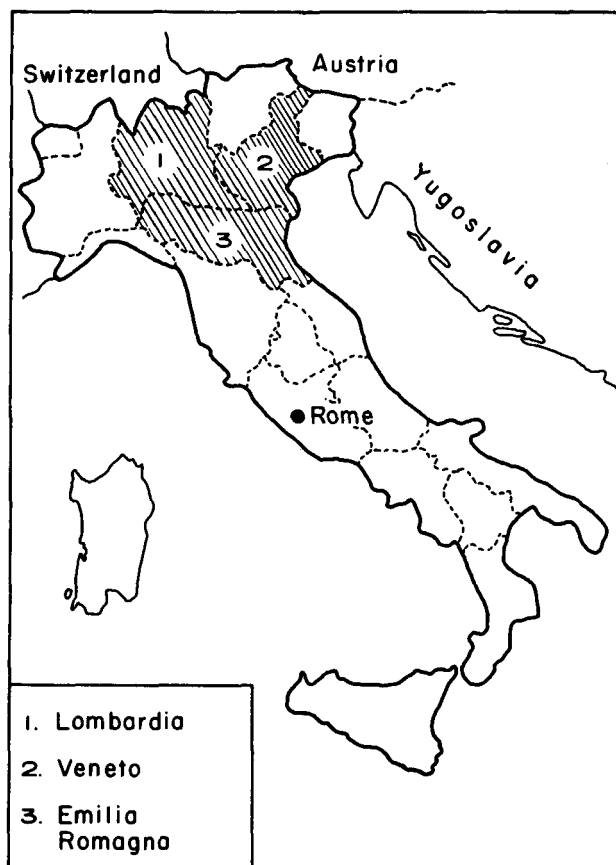 Switzerland
Austria
Yugoslavia
1
2
3
Rome
1. Lombardia
2. Veneto
3. Emilia
Romagna